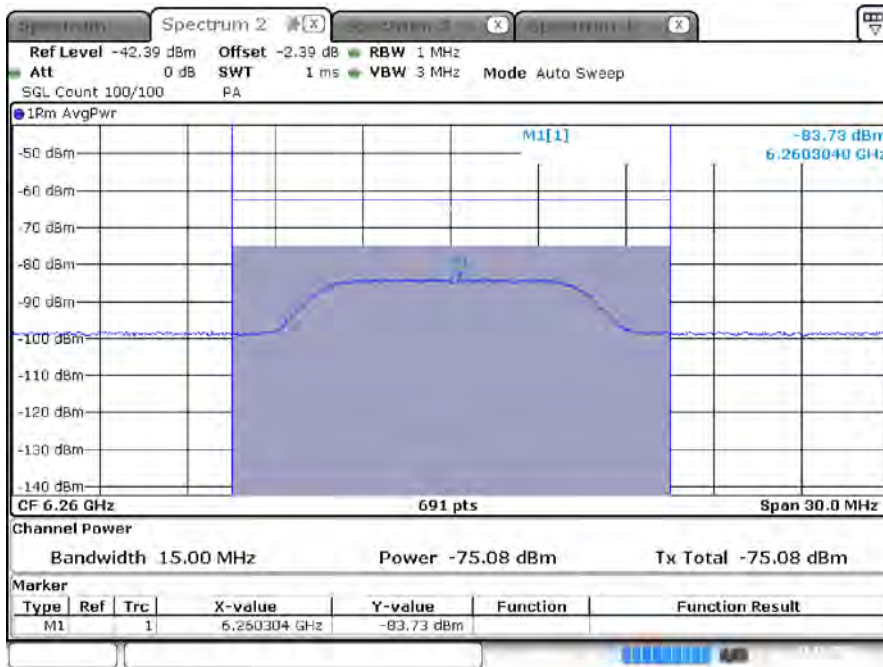 Spectrum 2 X X X
Ref Level -42.39 dBm Offset -2.39 dB RBW 1 MHz
Att 0 dB SWT 1 ms VBW 3 MHz Mode Auto Sweep
SGL Count 100/100 PA
1Rm AvgPwr
M1[1] -83.73 dBm
6.2603040 GHz
-50 dBm
-60 dBm
-70 dBm
-80 dBm
-90 dBm
-100 dBm
-110 dBm
-120 dBm
-130 dBm
-140 dBm
CF 6.26 GHz 691 pts Span 30.0 MHz
Channel Power
Bandwidth 15.00 MHz Power -75.08 dBm Tx Total -75.08 dBm
Marker
Type Ref Trc X-value Y-value Function Function Result
M1 1 6.260304 GHz -83.73 dBm